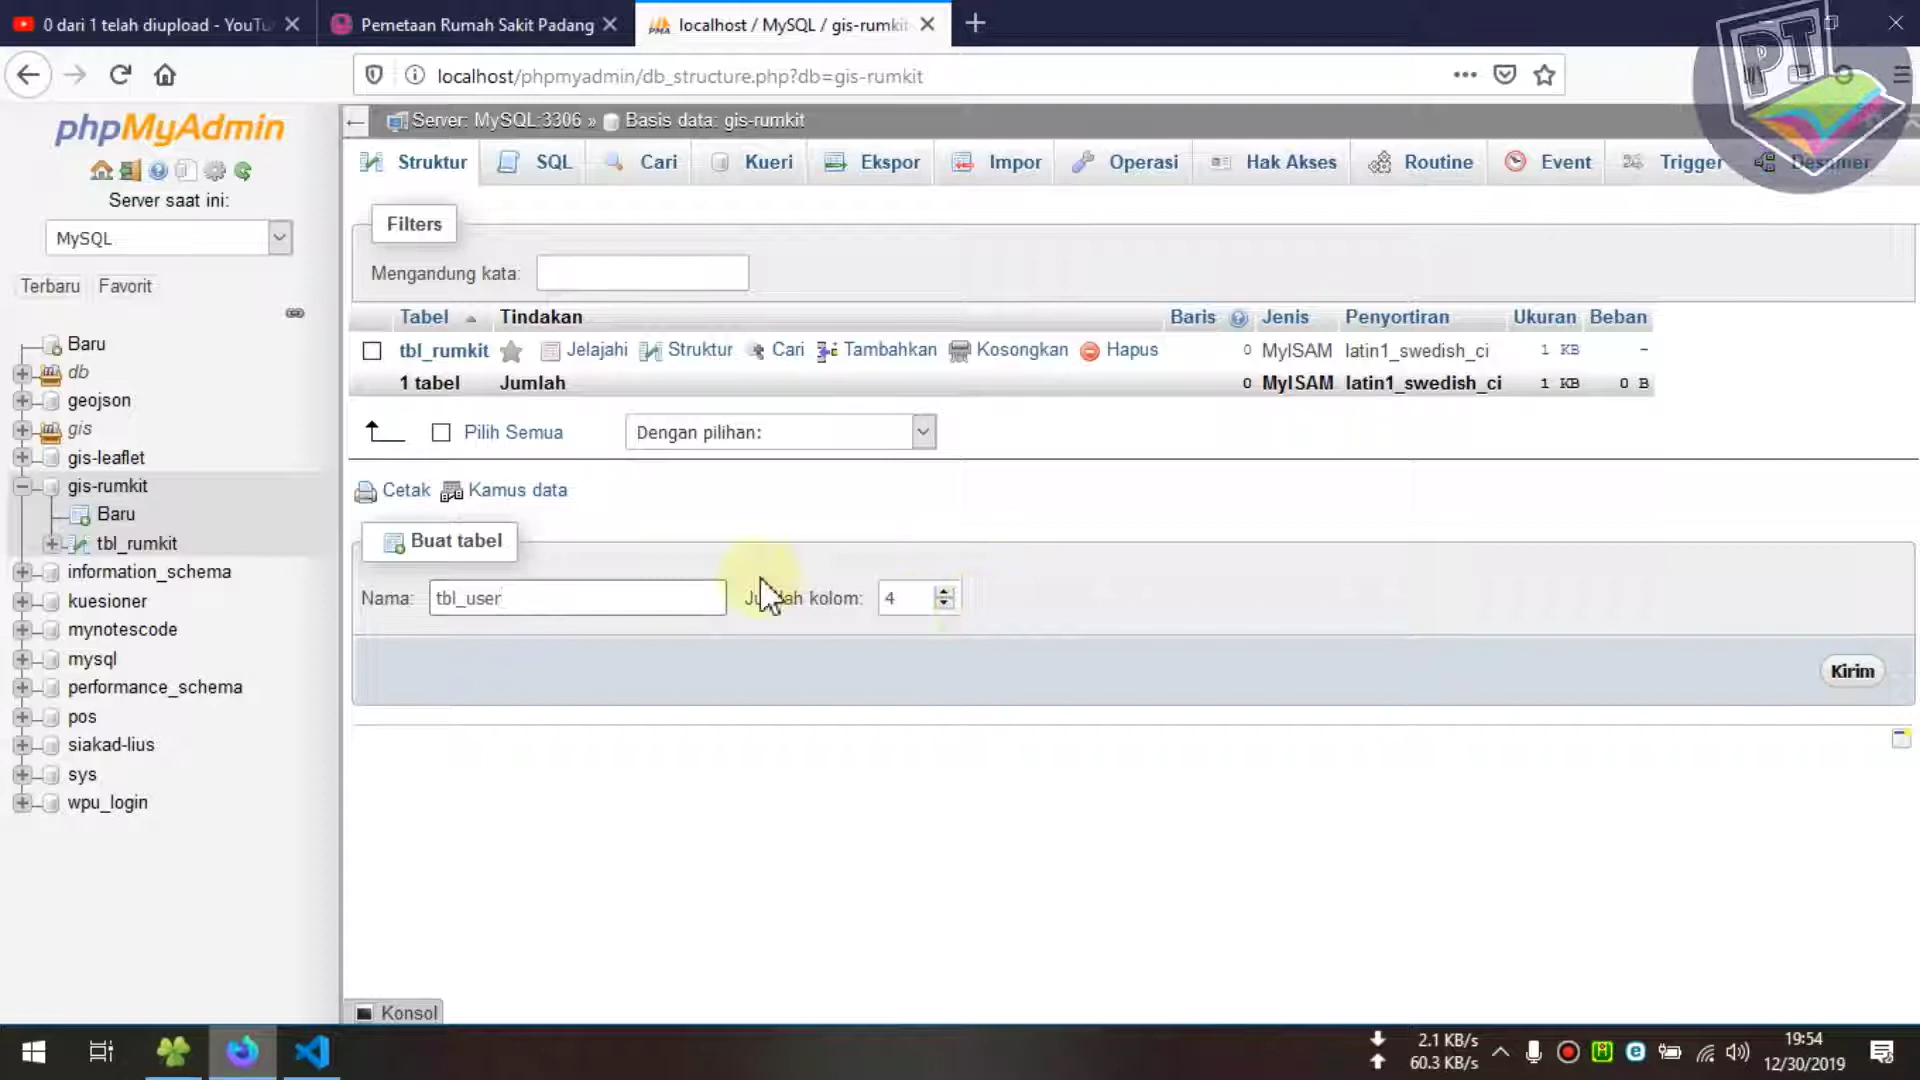 0 dari 1 telah diupload - YouTu
Pemetaan Rumah Sakit Padang
localhost / MySQL / gis-rumkit
localhost/phpmyadmin/db_structure.php?db=gis-rumkit
PT
phpMyAdmin
Server saat ini:
MySQL
Terbaru Favorit
Baru
db
geojson
gis
gis-leaflet
gis-rumkit
Baru
tbl_rumkit
information_schema
kuesioner
mynotescode
mysql
performance_schema
pos
siakad-lius
sys
wpu_login
Server: MySQL:3306 » Basis data: gis-rumkit
Struktur SQL Cari Kueri Ekspor Impor Operasi Hak Akses Routine Event Trigger Desainer
Filters
Mengandung kata:
Tabel Tindakan Baris Jenis Penyortiran Ukuran Beban
tbl_rumkit Jelajahi Struktur Cari Tambahkan Kosongkan Hapus 0 MyISAM latin1_swedish_ci 1 KB -
1 tabel Jumlah 0 MyISAM latin1_swedish_ci 1 KB 0 B
Pilih Semua Dengan pilihan:
Cetak Kamus data
Buat tabel
Nama: tbl_user Jumlah kolom: 4
Kirim
Konsol
2.1 KB/s
60.3 KB/s
19:54
12/30/2019